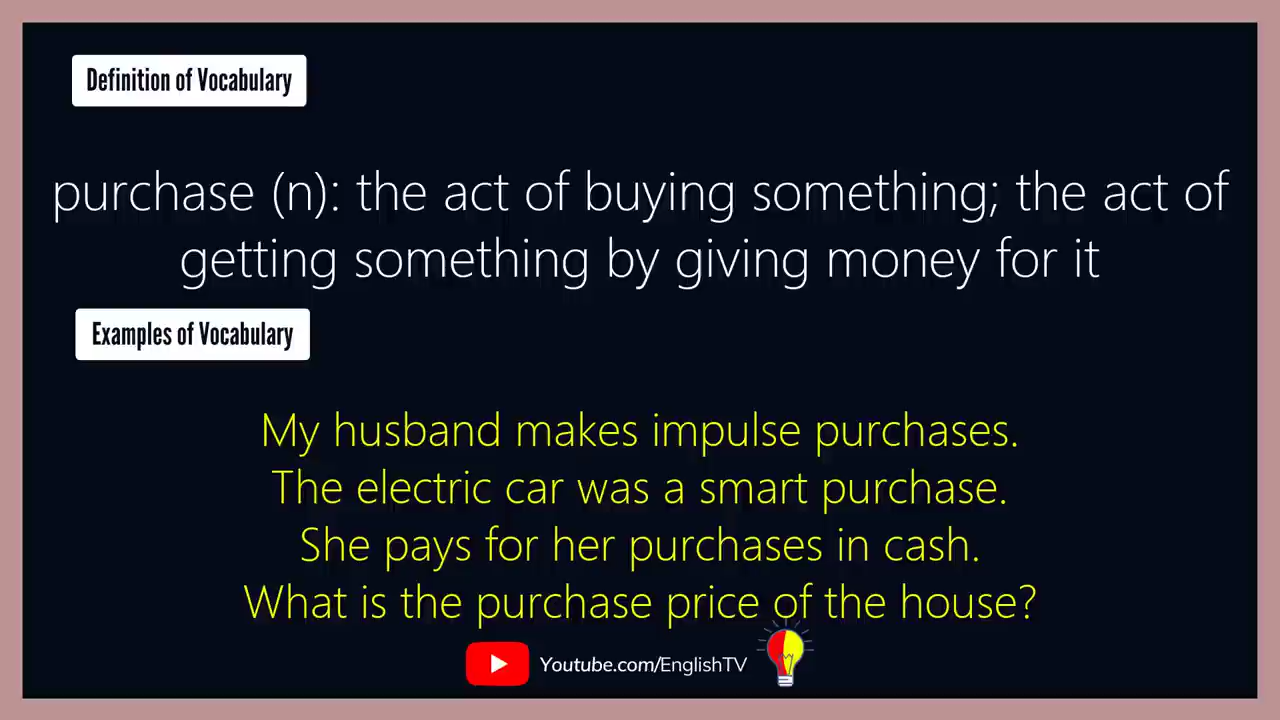 Definition of Vocabulary
purchase (n): the act of buying something; the act of
getting something by giving money for it
Examples of Vocabulary
My husband makes impulse purchases.
The electric car was a smart purchase.
She pays for her purchases in cash.
What is the purchase price of the house?
Youtube.com/EnglishTV